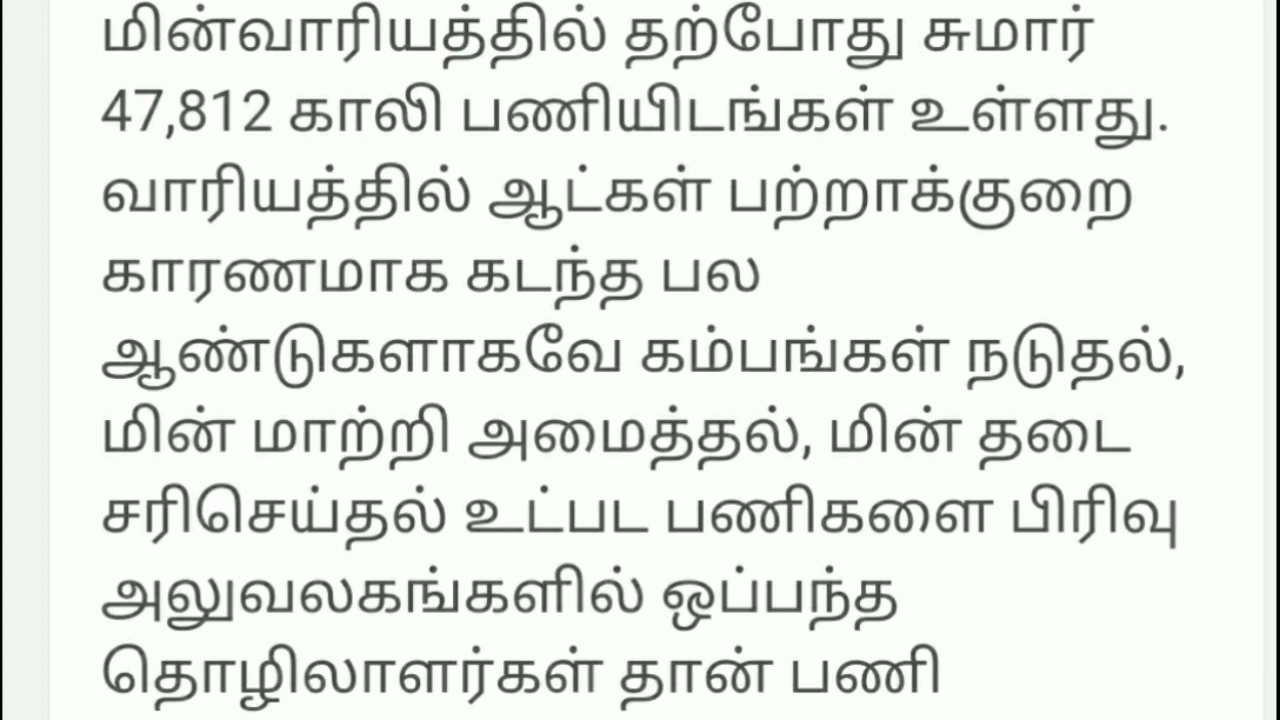 மின்வாரியத்தில் தற்போது சுமார்
47,812 காலி பணியிடங்கள் உள்ளது.
வாரியத்தில் ஆட்கள் பற்றாக்குறை
காரணமாக கடந்த பல
ஆண்டுகளாகவே கம்பங்கள் நடுதல்,
மின் மாற்றி அமைத்தல், மின் தடை
சரிசெய்தல் உட்பட பணிகளை பிரிவு
அலுவலகங்களில் ஒப்பந்த
தொழிலாளர்கள் தான் பணி